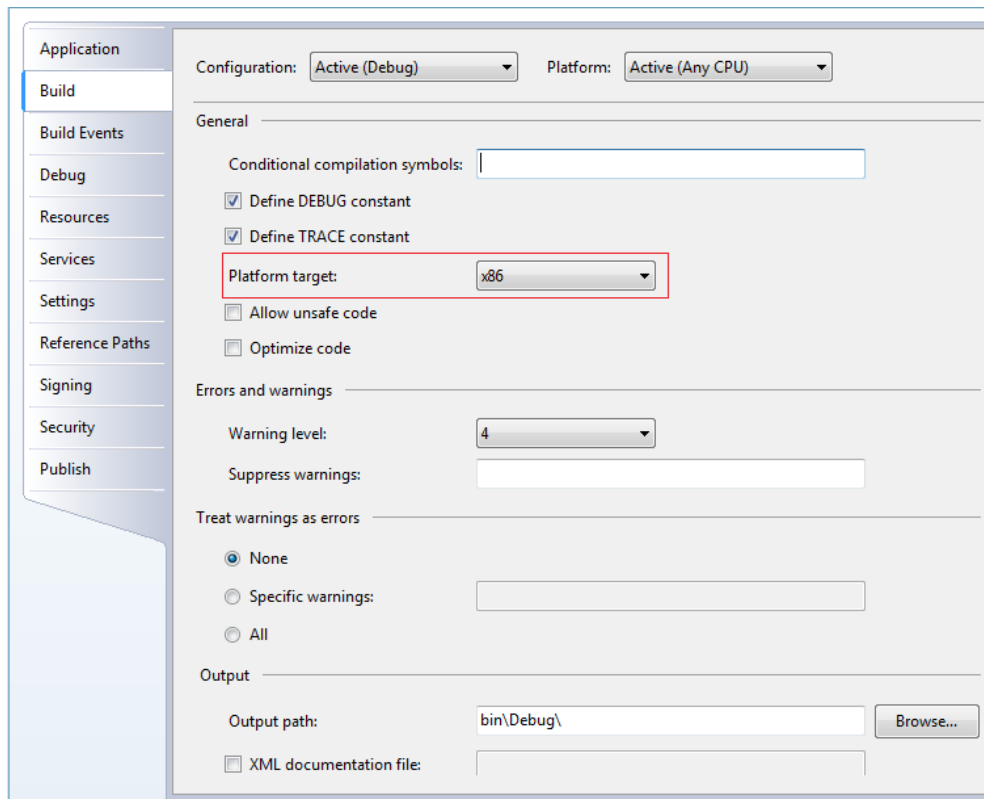 Application
Build
Build Events
Debug
Resources
Services
Settings
Reference Paths
Signing
Security
Publish
Configuration: Active (Debug) Platform: Active (Any CPU)
General
Conditional compilation symbols:
Define DEBUG constant
Define TRACE constant
Platform target: x86
Allow unsafe code
Optimize code
Errors and warnings
Warning level: 4
Suppress warnings:
Treat warnings as errors
None
Specific warnings:
All
Output
Output path: bin\Debug\ Browse...
XML documentation file: